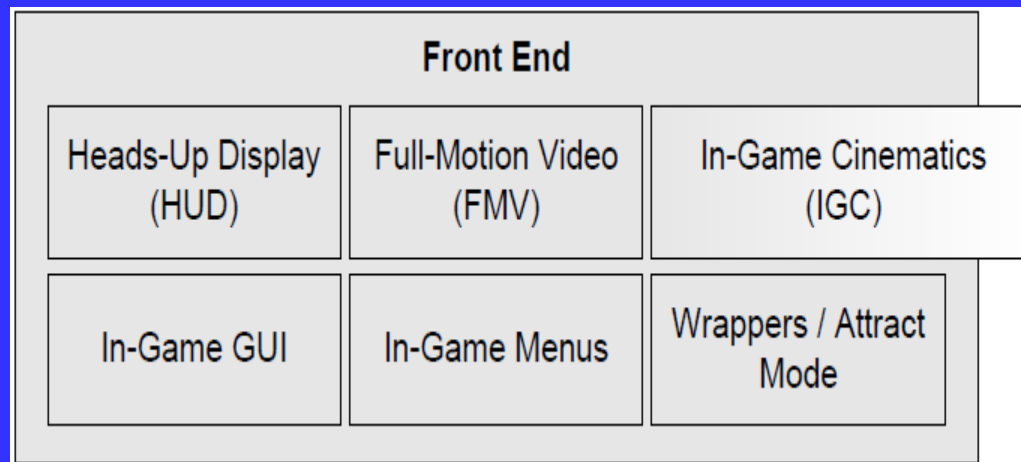 Front End
Heads-Up Display
(HUD)
Full-Motion Video
(FMV)
In-Game Cinematics
(IGC)
In-Game GUI
In-Game Menus
Wrappers / Attract
Mode